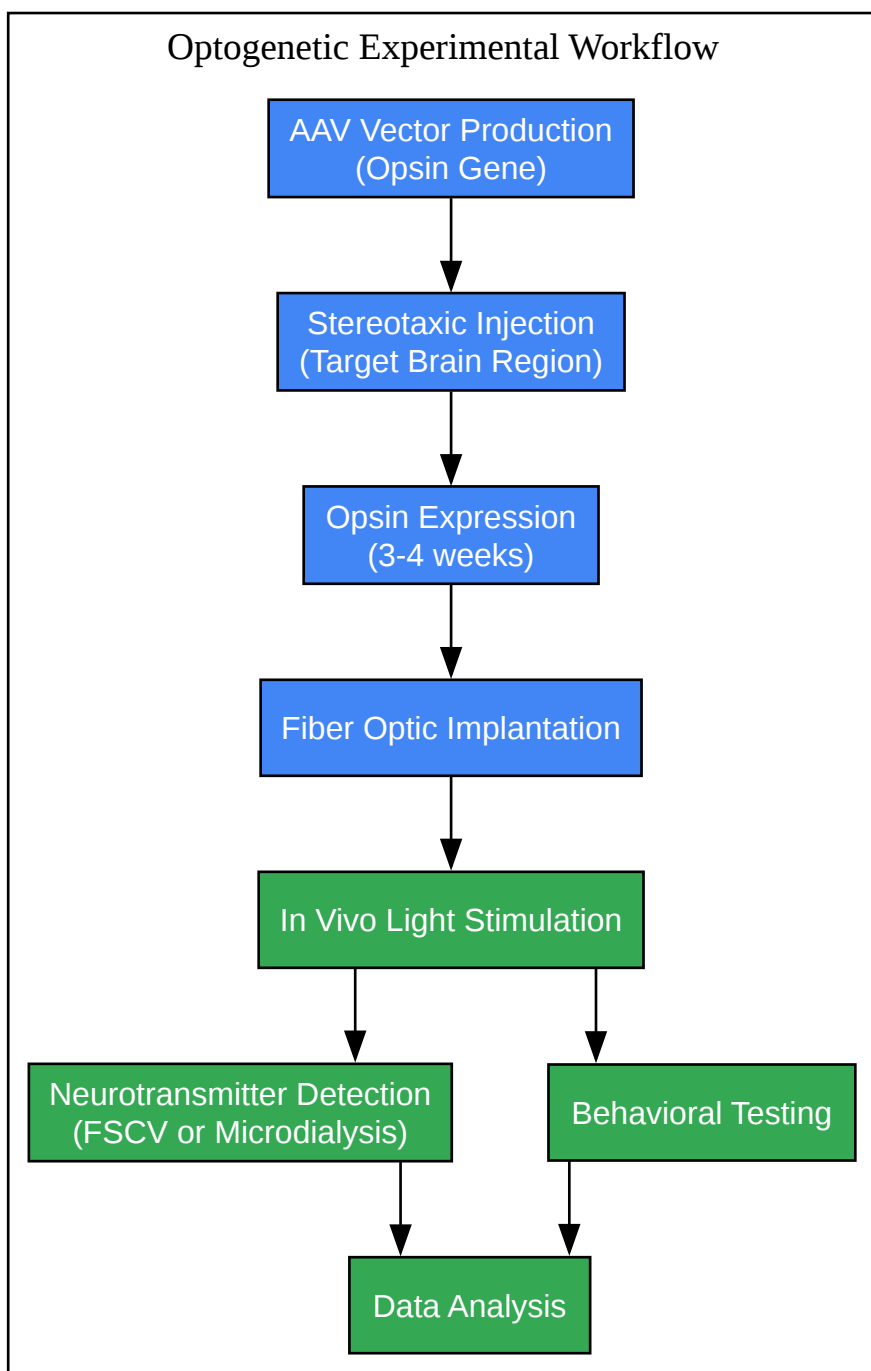 Optogenetic Experimental Workflow
AAV Vector Production
(Opsin Gene)
Stereotaxic Injection
(Target Brain Region)
Opsin Expression
(3-4 weeks)
Fiber Optic Implantation
In Vivo Light Stimulation
Neurotransmitter Detection
(FSCV or Microdialysis)
Behavioral Testing
Data Analysis